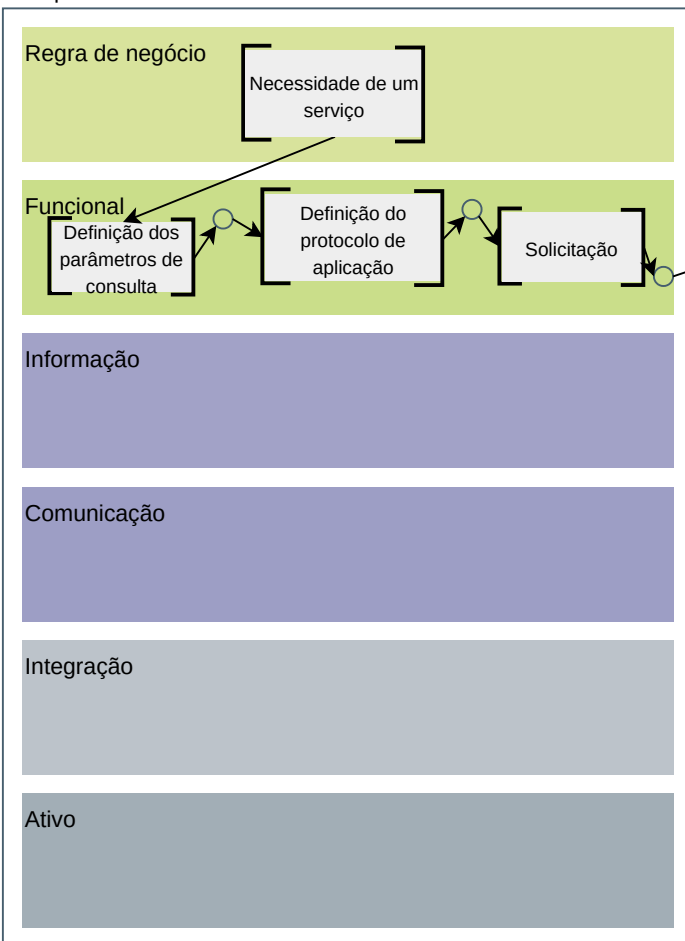 Regra de negócio
Necessidade de um
serviço
Funcional
Definição dos
parâmetros de
consulta
Definição do
protocolo de
aplicação
Solicitação
Informação
Comunicação
Integração
Ativo